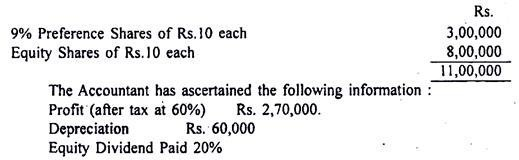 Rs.
9% Preference Shares of Rs.10 each 3,00,000
Equity Shares of Rs.10 each 8,00,000
11,00,000
The Accountant has ascertained the following information :
Profit (after tax at 60%) Rs. 2,70,000.
Depreciation Rs. 60,000
Equity Dividend Paid 20%